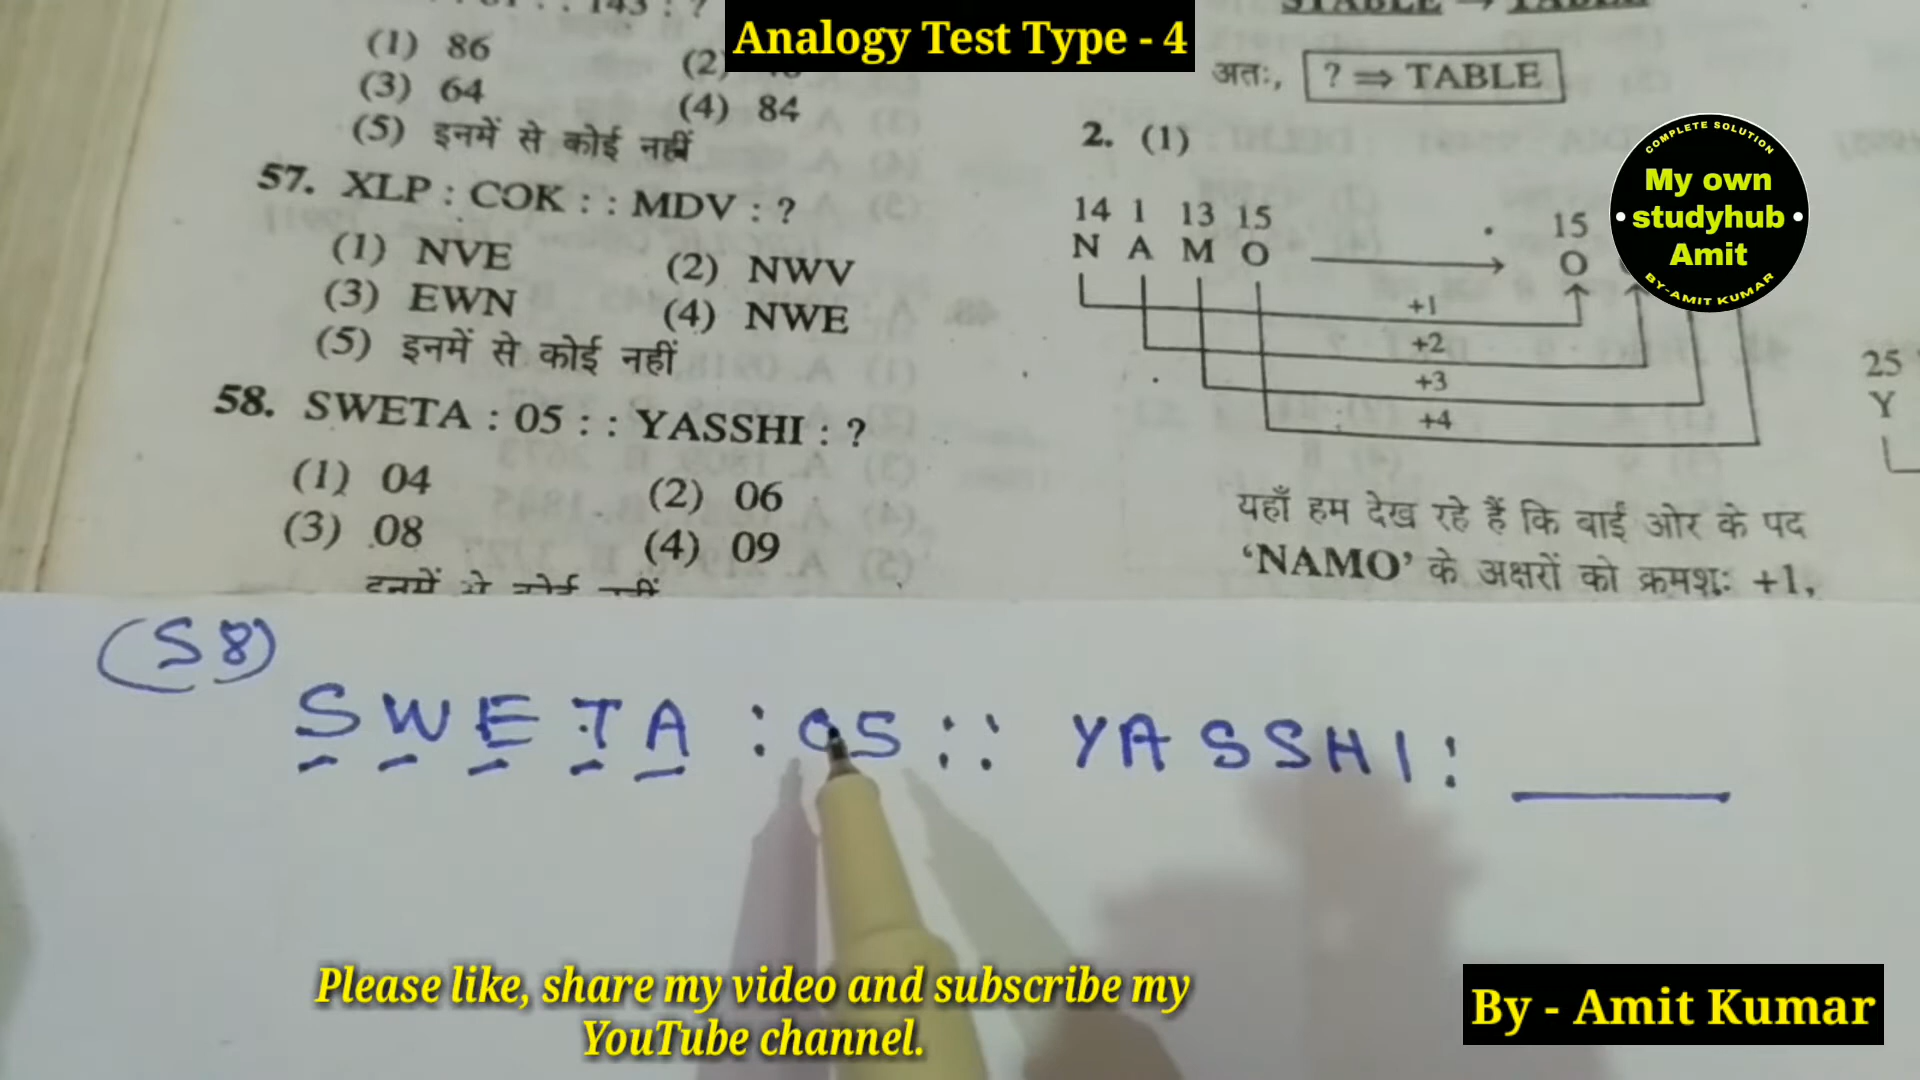 Analogy Test Type - 4
(1) 86
(2)
(3) 64
(4) 84
(5) इनमें से कोई नहीं
57. XLP : COK : : MDV : ?
(1) NVE
(2) NWV
(3) EWN
(4) NWE
(5) इनमें से कोई नहीं
58. SWETA : 05 : : YASSHI : ?
(1) 04
(2) 06
(3) 08
(4) 09
इनमें से कोई नहीं
अतः, ? ⇒ TABLE
2. (1)
14 1 13 15 15
N A M O O
+1
+2
+3
+4
25
Y
यहाँ हम देख रहे हैं कि बाईं ओर के पद
‘NAMO’ के अक्षरों को क्रमशः +1,
COMPLETE SOLUTION
My own
studyhub
Amit
BY-AMIT KUMAR
(58)
SWETA : 05 :: YASSHI :
Please like, share my video and subscribe my
YouTube channel.
By - Amit Kumar